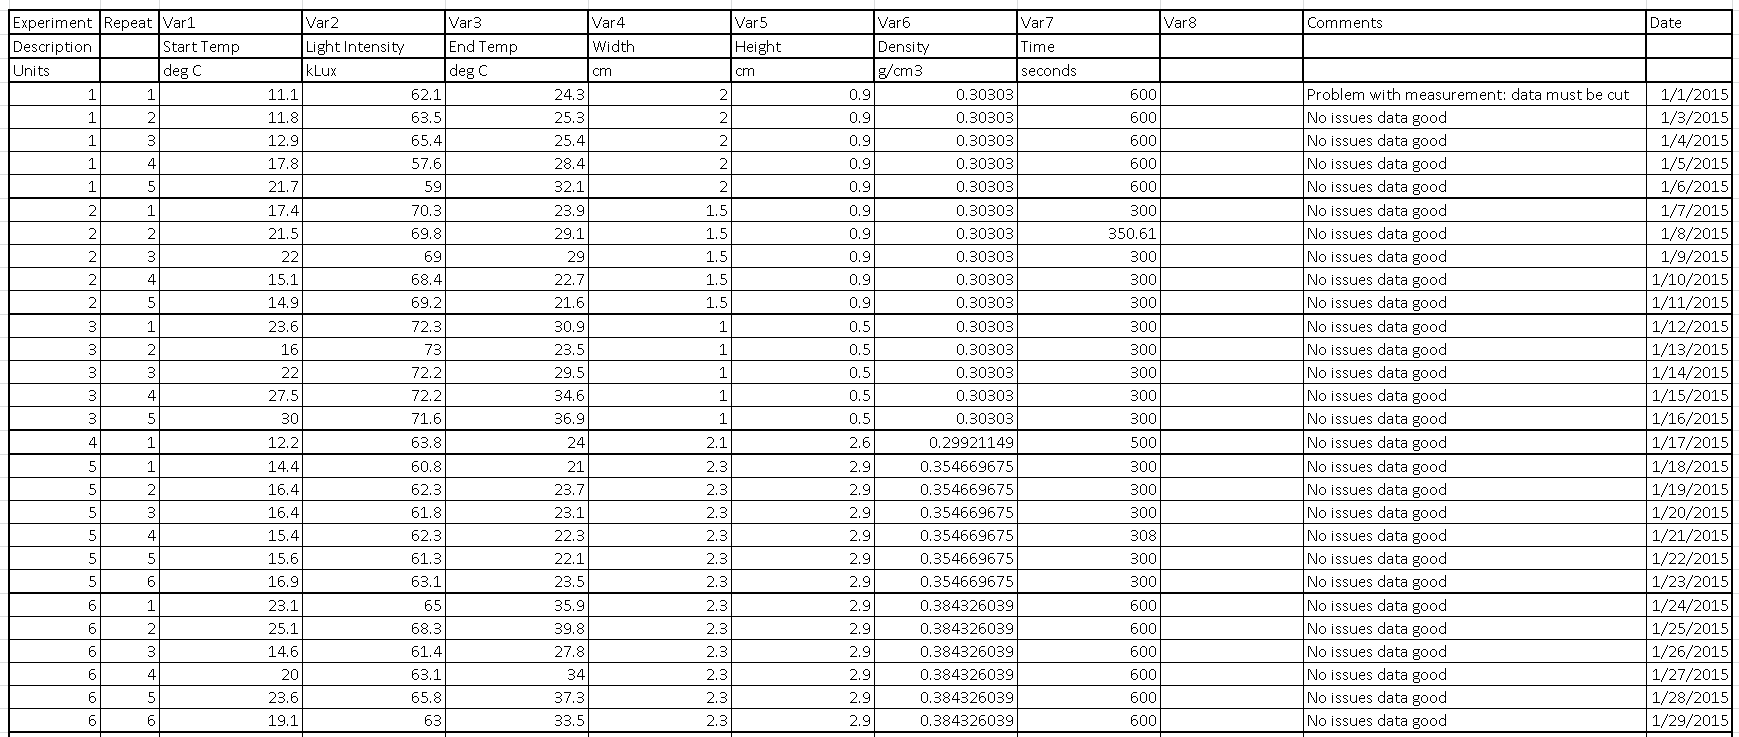 Experiment Repeat Var1 Var2 Var3 Var4 Var5 Var6 Var7 Var8 Comments Date
Description Start Temp Light Intensity End Temp Width Height Density Time
Units deg C kLux deg C cm cm g/cm3 seconds
1 1 11.1 62.1 24.3 2 0.9 0.30303 600 Problem with measurement: data must be cut 1/1/2015
1 2 11.8 63.5 25.3 2 0.9 0.30303 600 No issues data good 1/3/2015
1 3 12.9 65.4 25.4 2 0.9 0.30303 600 No issues data good 1/4/2015
1 4 17.8 57.6 28.4 2 0.9 0.30303 600 No issues data good 1/5/2015
1 5 21.7 59 32.1 2 0.9 0.30303 600 No issues data good 1/6/2015
2 1 17.4 70.3 23.9 1.5 0.9 0.30303 300 No issues data good 1/7/2015
2 2 21.5 69.8 29.1 1.5 0.9 0.30303 350.61 No issues data good 1/8/2015
2 3 22 69 29 1.5 0.9 0.30303 300 No issues data good 1/9/2015
2 4 15.1 68.4 22.7 1.5 0.9 0.30303 300 No issues data good 1/10/2015
2 5 14.9 69.2 21.6 1.5 0.9 0.30303 300 No issues data good 1/11/2015
3 1 23.6 72.3 30.9 1 0.5 0.30303 300 No issues data good 1/12/2015
3 2 16 73 23.5 1 0.5 0.30303 300 No issues data good 1/13/2015
3 3 22 72.2 29.5 1 0.5 0.30303 300 No issues data good 1/14/2015
3 4 27.5 72.2 34.6 1 0.5 0.30303 300 No issues data good 1/15/2015
3 5 30 71.6 36.9 1 0.5 0.30303 300 No issues data good 1/16/2015
4 1 12.2 63.8 24 2.1 2.6 0.29921149 500 No issues data good 1/17/2015
5 1 14.4 60.8 21 2.3 2.9 0.354669675 300 No issues data good 1/18/2015
5 2 16.4 62.3 23.7 2.3 2.9 0.354669675 300 No issues data good 1/19/2015
5 3 16.4 61.8 23.1 2.3 2.9 0.354669675 300 No issues data good 1/20/2015
5 4 15.4 62.3 22.3 2.3 2.9 0.354669675 308 No issues data good 1/21/2015
5 5 15.6 61.3 22.1 2.3 2.9 0.354669675 300 No issues data good 1/22/2015
5 6 16.9 63.1 23.5 2.3 2.9 0.354669675 300 No issues data good 1/23/2015
6 1 23.1 65 35.9 2.3 2.9 0.384326039 600 No issues data good 1/24/2015
6 2 25.1 68.3 39.8 2.3 2.9 0.384326039 600 No issues data good 1/25/2015
6 3 14.6 61.4 27.8 2.3 2.9 0.384326039 600 No issues data good 1/26/2015
6 4 20 63.1 34 2.3 2.9 0.384326039 600 No issues data good 1/27/2015
6 5 23.6 65.8 37.3 2.3 2.9 0.384326039 600 No issues data good 1/28/2015
6 6 19.1 63 33.5 2.3 2.9 0.384326039 600 No issues data good 1/29/2015